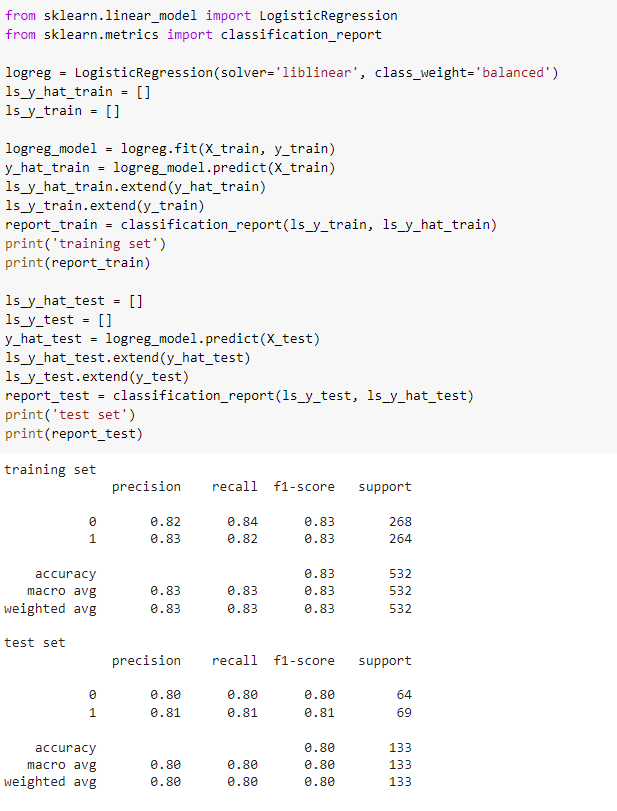 from sklearn.linear_model import LogisticRegression
from sklearn.metrics import classification_report
logreg = LogisticRegression(solver='liblinear', class_weight='balanced')
ls_y_hat_train = []
ls_y_train = []
logreg_model = logreg.fit(X_train, y_train)
y_hat_train = logreg_model.predict(X_train)
ls_y_hat_train.extend(y_hat_train)
ls_y_train.extend(y_train)
report_train = classification_report(ls_y_train, ls_y_hat_train)
print('training set')
print(report_train)
ls_y_hat_test = []
ls_y_test = []
y_hat_test = logreg_model.predict(X_test)
ls_y_hat_test.extend(y_hat_test)
ls_y_test.extend(y_test)
report_test = classification_report(ls_y_test, ls_y_hat_test)
print('test set')
print(report_test)
training set
precision recall f1-score support
0 0.82 0.84 0.83 268
1 0.83 0.82 0.83 264
accuracy 0.83 532
macro avg 0.83 0.83 0.83 532
weighted avg 0.83 0.83 0.83 532
test set
precision recall f1-score support
0 0.80 0.80 0.80 64
1 0.81 0.81 0.81 69
accuracy 0.80 133
macro avg 0.80 0.80 0.80 133
weighted avg 0.80 0.80 0.80 133